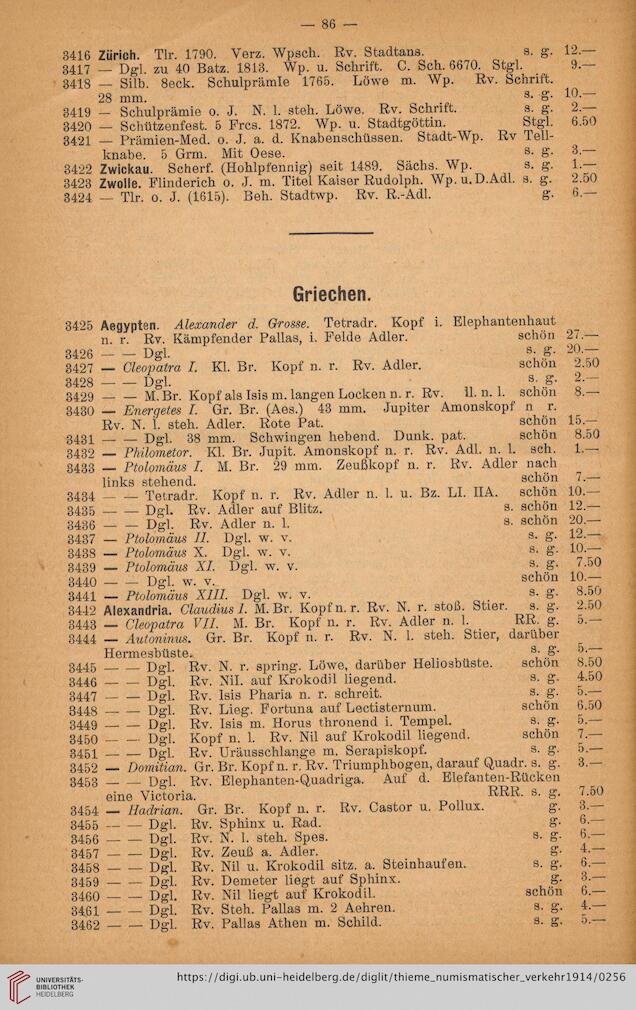 — 86 —
3416 Zürich. Tlr. 1790. Verz. Wpsch. Rv. Stadtans. s. g. 12.—
3417 — Dgl. zu 40 Batz. 1813. Wp. u. Schrift. C. Sch. 6670. Stgl. 9.—
3418 — Silb. 8eck. Schulprämie 1765. Löwe m. Wp. Rv. Schrift.
28 mm. s. g. 10.—
3419 — Schulprämie o. J. N. l. steh. Löwe. Rv. Schrift. s. g. 2.—
3420 — Schützenfest. 5 Frcs. 1872. Wp. u. Stadtgöttin. Stgl. 6.50
3421 — Prämien-Med. o. J. a. d. Knabenschüssen. Stadt-Wp. Rv Tell-
knabe. 5 Grm. Mit Oese. s. g. 3.—
3422 Zwickau. Scherf. (Hohlpfennig) seit 1489. Sächs. Wp. s. g. 1.—
3423 Zwolle. Flinderich o. J. m. Titel Kaiser Rudolph. Wp. u. D.Adl. s. g. 2.50
3424 — Tlr. o. J. (1615). Beh. Stadtwp. Rv. R.-Adl. g. 6.—
Griechen.
3425 Aegypten. Alexander d. Grosse. Tetradr. Kopf i. Elephantenhaut
n. r. Rv. Kämpfender Pallas, i. Felde Adler. schön 27.—
3426 — — Dgl. s. g. 20.—
3427 — Cleopatra I. Kl. Br. Kopf n. r. Rv. Adler. schön 2.50
3428 — — Dgl. s. g. 2.—
3429 — — M. Br. Kopf als Isis m. langen Locken n. r. Rv. ll. n. l. schön 8.—
3430 — Energetes I. Gr. Br. (Aes.) 43 mm. Jupiter Amonskopf n r.
Rv. N. l. steh. Adler. Rote Pat. schön 15.—
3431 — — Dgl. 38 mm. Schwingen hebend. Dunk. pat. schön 8.50
3432 — Philometor. Kl. Br. Jupit. Amonskopf n. r. Rv. Adl. n. l. sch. 1.—
3433 — Ptolomäus I. M. Br. 29 mm. Zeußkopf n. r. Rv. Adler nach
links stehend. schön 7.—
3434 — — Tetradr. Kopf n. r. Rv. Adler n. l. u. Bz. LI. IIA. schön 10.—
3435 — — Dgl. Rv. Adler auf Blitz. s. schön 12.—
3436 — — Dgl. Rv. Adler n. l. s. schön 20.—
3437 — Ptolomäus II. Dgl. w. v. s. g. 12.—
3438 — Ptolomäus X. Dgl. w. v. s. g. 10.—
3439 — Ptolomäus XI. Dgl. w. v. s. g. 7.50
3440 — — Dgl. w. v. schön 10.—
3441 — Ptolomäus XIII. Dgl. w. v. s. g. 8.50
3442 Alexandria. Claudius I. M. Br. Kopf n. r. Rv. N. r. stoß. Stier. s. g. 2.50
3443 — Cleopatra VII. M. Br. Kopf n. r. Rv. Adler n. l. RR. g. 5.—
3444 — Autoninus. Gr. Br. Kopf n. r. Rv. N. l. steh. Stier, darüber
Hermesbüste. s. g. 5.—
3445 — — Dgl. Rv. N. r. spring. Löwe, darüber Heliosbüste. schön 8.50
3446 — — Dgl. Rv. Nil. auf Krokodil liegend. s. g. 4.50
3447 — — Dgl. Rv. Isis Pharia n. r. schreit. s. g. 5.—
3448 — — Dgl. Rv. Lieg. Fortuna auf Lectisternum. schön 6.50
3449 — — Dgl. Rv. Isis m. Horus thronend i. Tempel. s. g. 5.—
3450 — — Dgl. Kopf n. l. Rv. Nil auf Krokodil liegend. schön 7.—
3451 — — Dgl. Rv. Uräusschlange m. Serapiskopf. s. g. 5.—
3452 — Domitian. Gr. Br. Kopf n. r. Rv. Triumphbogen, darauf Quadr. s. g. 3.—
3453 — — Dgl. Rv. Elephanten-Quadriga. Auf d. Elefanten-Rücken
eine Victoria. RRR. s. g. 7.50
3454 — Hadrian. Gr. Br. Kopf n. r. Rv. Castor u. Pollux. g. 3.—
3455 — — Dgl. Rv. Sphinx u. Rad. g. 6.—
3456 — — Dgl. Rv. N. l. steh. Spes. s. g. 6.—
3457 — — Dgl. Rv. Zeuß a. Adler. g. 4.—
3458 — — Dgl. Rv. Nil u. Krokodil sitz. a. Steinhaufen. s. g. 6.—
3459 — — Dgl. Rv. Demeter liegt auf Sphinx. g. 3.—
3460 — — Dgl. Rv. Nil liegt auf Krokodil. schön 6.—
3461 — — Dgl. Rv. Steh. Pallas m. 2 Aehren. s. g. 4.—
3462 — — Dgl. Rv. Pallas Athen m. Schild. s. g. 5.—
UNIVERSITÄTS-
BIBLIOTHEK
HEIDELBERG
https://digi.ub.uni-heidelberg.de/diglit/thieme_numismatischer_verkehr1914/0256